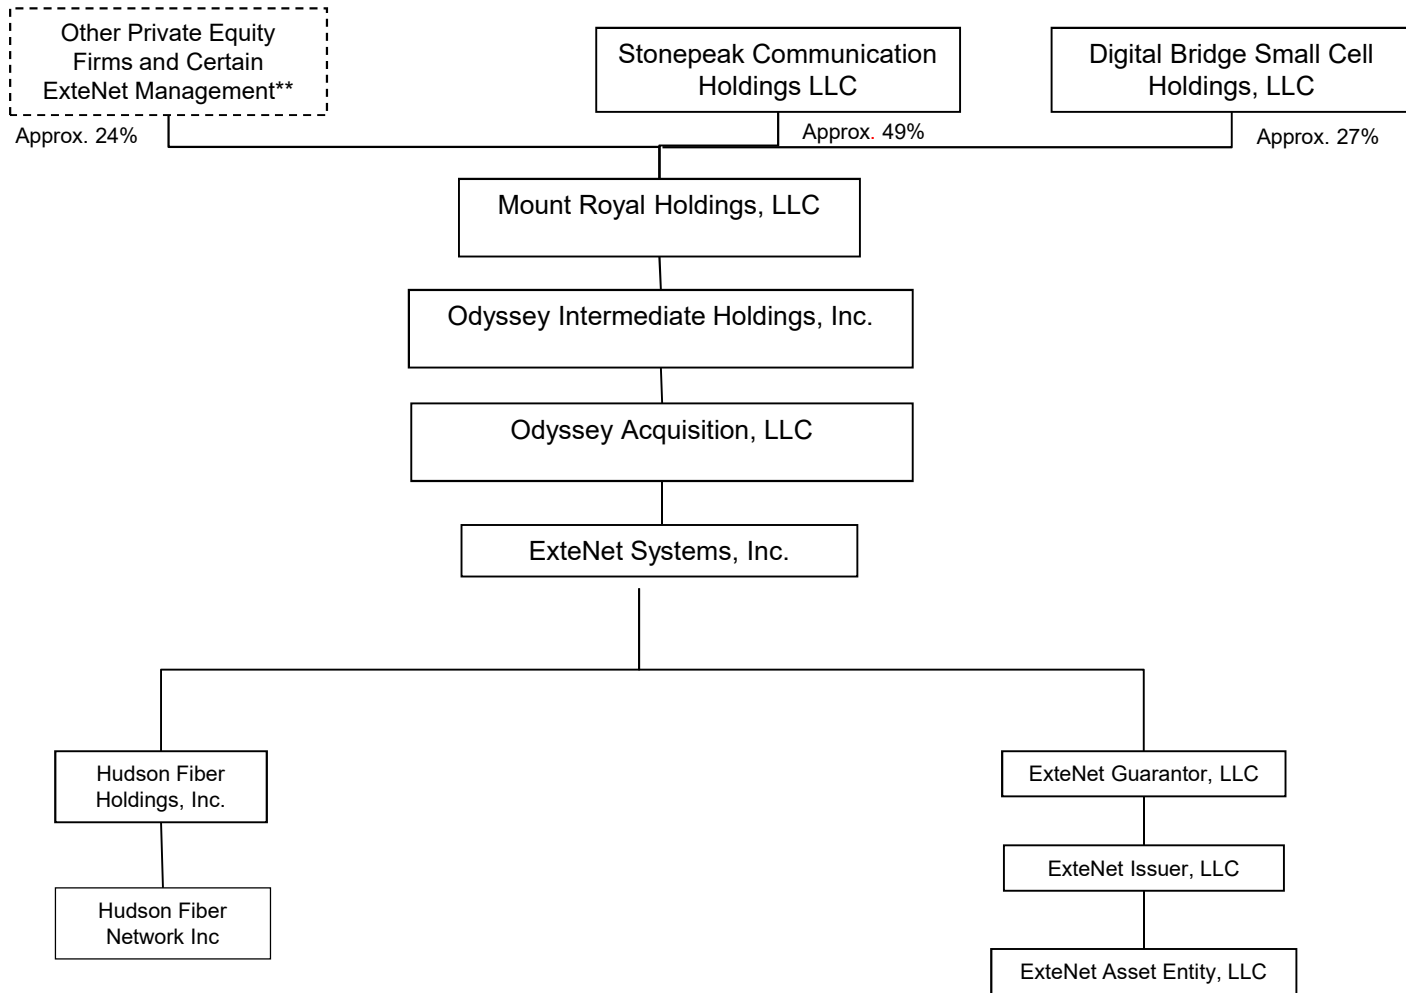 Other Private Equity
Firms and Certain
ExteNet Management**
Stonepeak Communication
Holdings LLC
Digital Bridge Small Cell
Holdings, LLC
Approx. 24%
Approx. 49%
Approx. 27%
Mount Royal Holdings, LLC
Odyssey Intermediate Holdings, Inc.
Odyssey Acquisition, LLC
ExteNet Systems, Inc.
Hudson Fiber
Holdings, Inc.
Hudson Fiber
Network Inc
ExteNet Guarantor, LLC
ExteNet Issuer, LLC
ExteNet Asset Entity, LLC